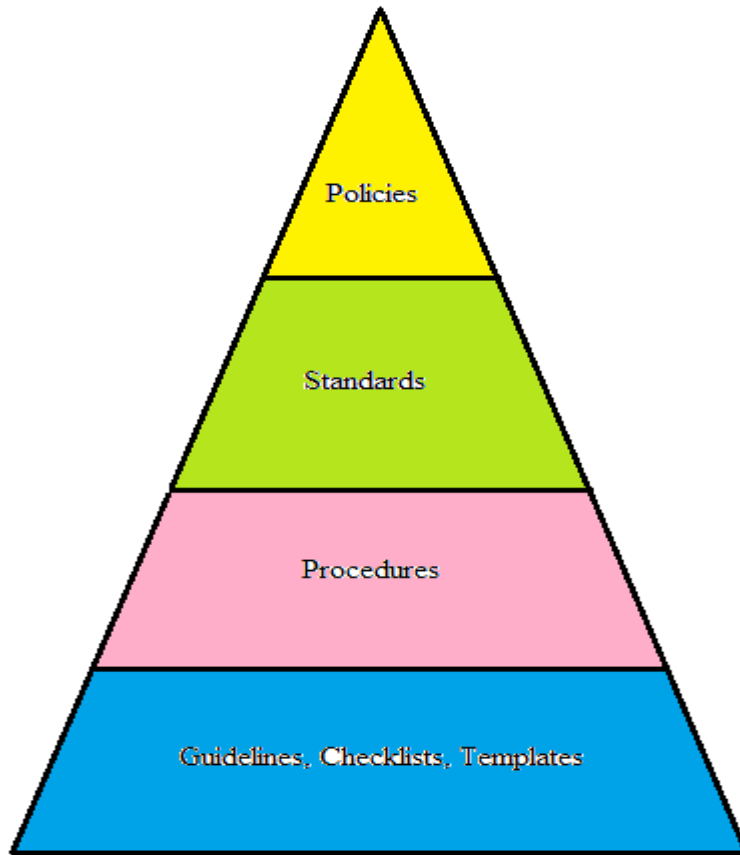 Policies
Standards
Procedures
Guidelines, Checklists, Templates